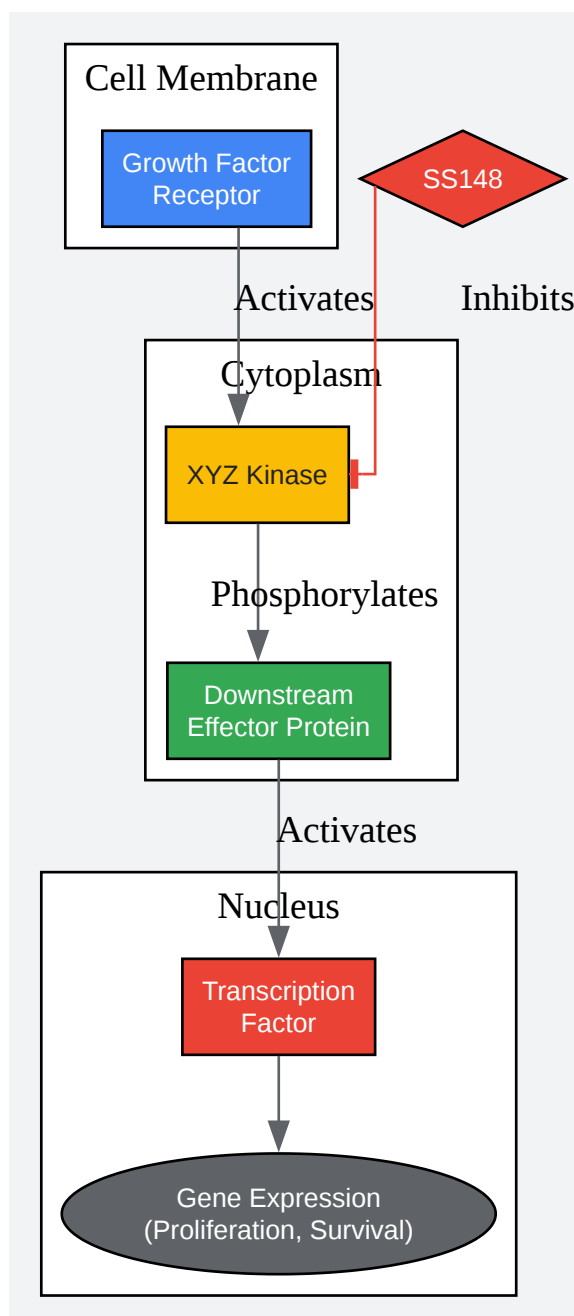 Cell Membrane
Growth Factor
Receptor
SS148
Activates
Inhibits
Cytoplasm
XYZ Kinase
Phosphorylates
Downstream
Effector Protein
Activates
Nucleus
Transcription
Factor
Gene Expression
(Proliferation, Survival)